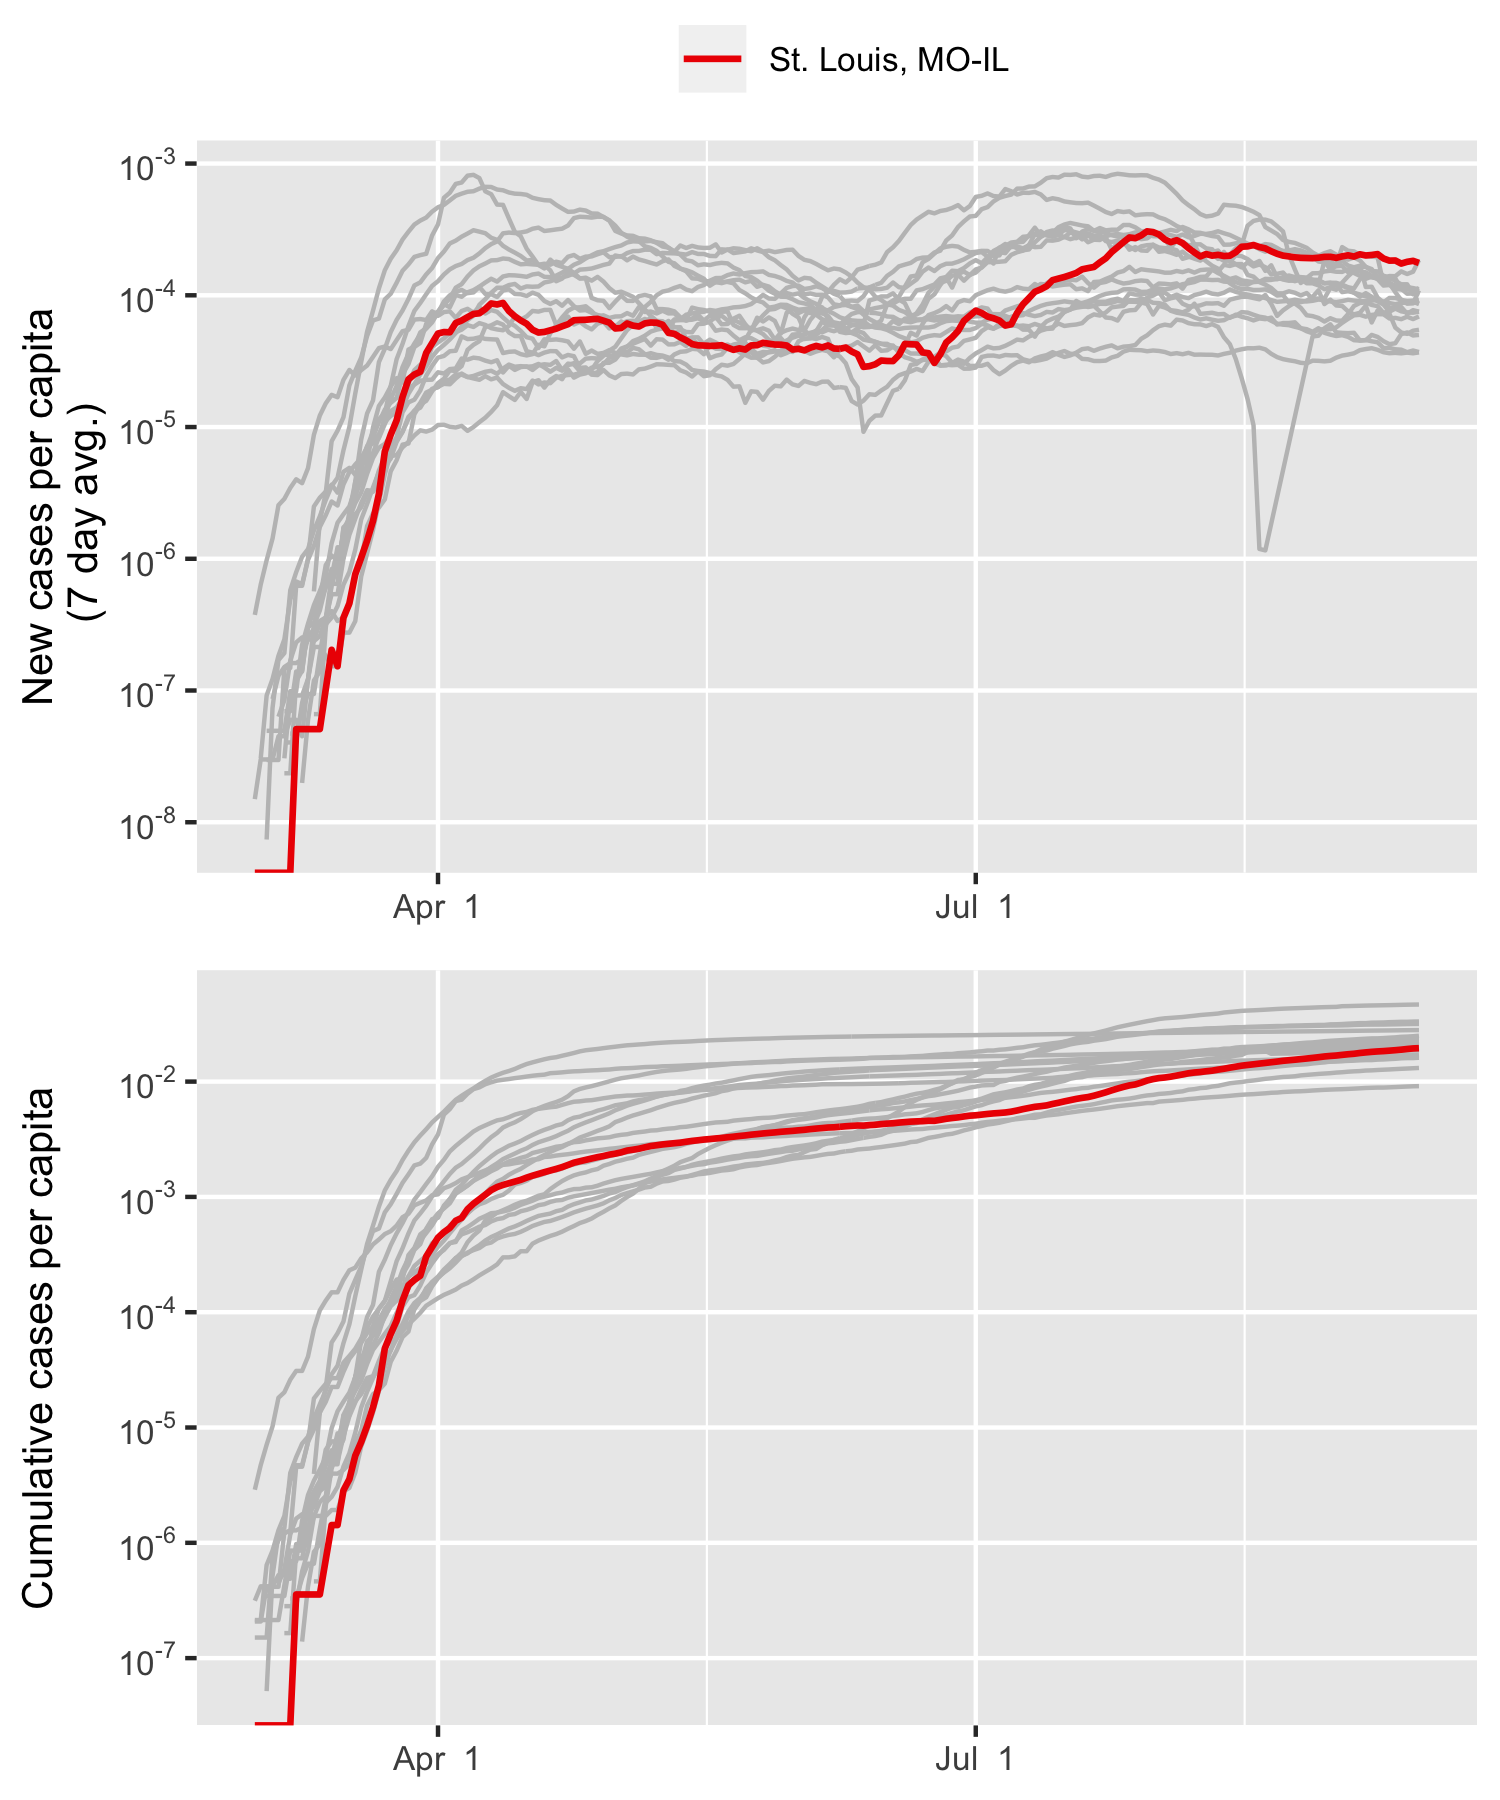 St. Louis, MO-IL
New cases per capita
(7 day avg.)
10⁻³
10⁻⁴
10⁻⁵
10⁻⁶
10⁻⁷
10⁻⁸
Apr 1
Jul 1
Cumulative cases per capita
10⁻²
10⁻³
10⁻⁴
10⁻⁵
10⁻⁶
10⁻⁷
Apr 1
Jul 1